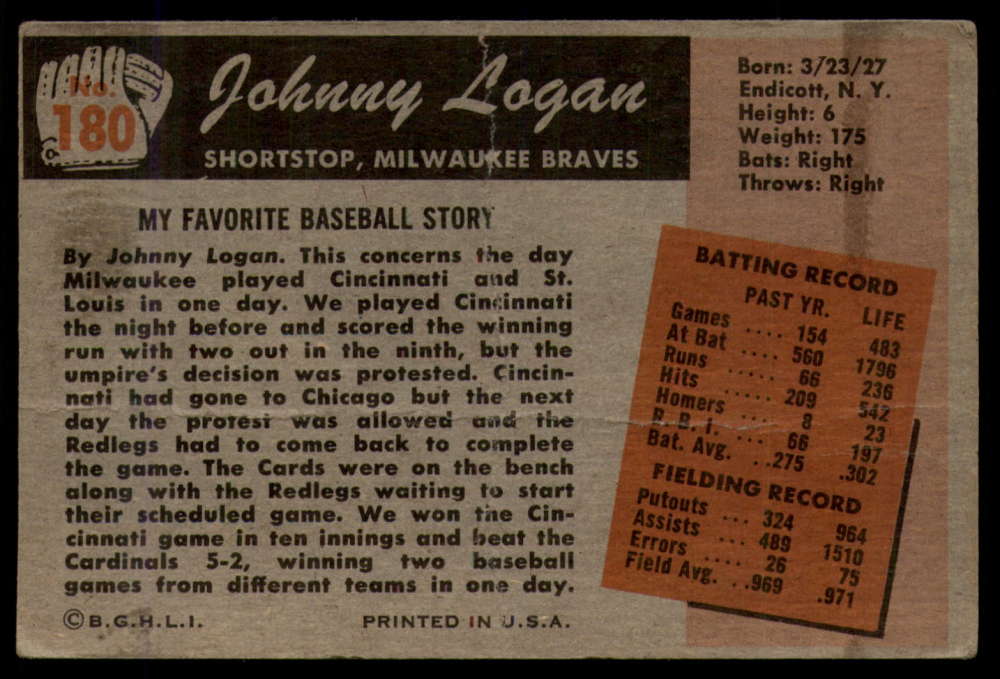 No.
180
Johnny Logan
SHORTSTOP, MILWAUKEE BRAVES
Born: 3/23/27
Endicott, N. Y.
Height: 6
Weight: 175
Bats: Right
Throws: Right
MY FAVORITE BASEBALL STORY
By Johnny Logan. This concerns the day
Milwaukee played Cincinnati and St.
Louis in one day. We played Cincinnati
the night before and scored the winning
run with two out in the ninth, but the
umpire's decision was protested. Cincin-
nati had gone to Chicago but the next
day the protest was allowed and the
Redlegs had to come back to complete
the game. The Cards were on the bench
along with the Redlegs waiting to start
their scheduled game. We won the Cin-
cinnati game in ten innings and beat the
Cardinals 5-2, winning two baseball
games from different teams in one day.
BATTING RECORD
PAST YR. LIFE
Games .... 154 483
At Bat .... 560 1796
Runs ..... 66 236
Hits ..... 209 542
Homers .... 8 23
R. B. I. ... 66 197
Bat. Avg. ..275 .302
FIELDING RECORD
Putouts ... 324 964
Assists ... 489 1510
Errors .... 26 75
Field Avg. ..969 .971
©B.G.H.L.I. PRINTED IN U.S.A.